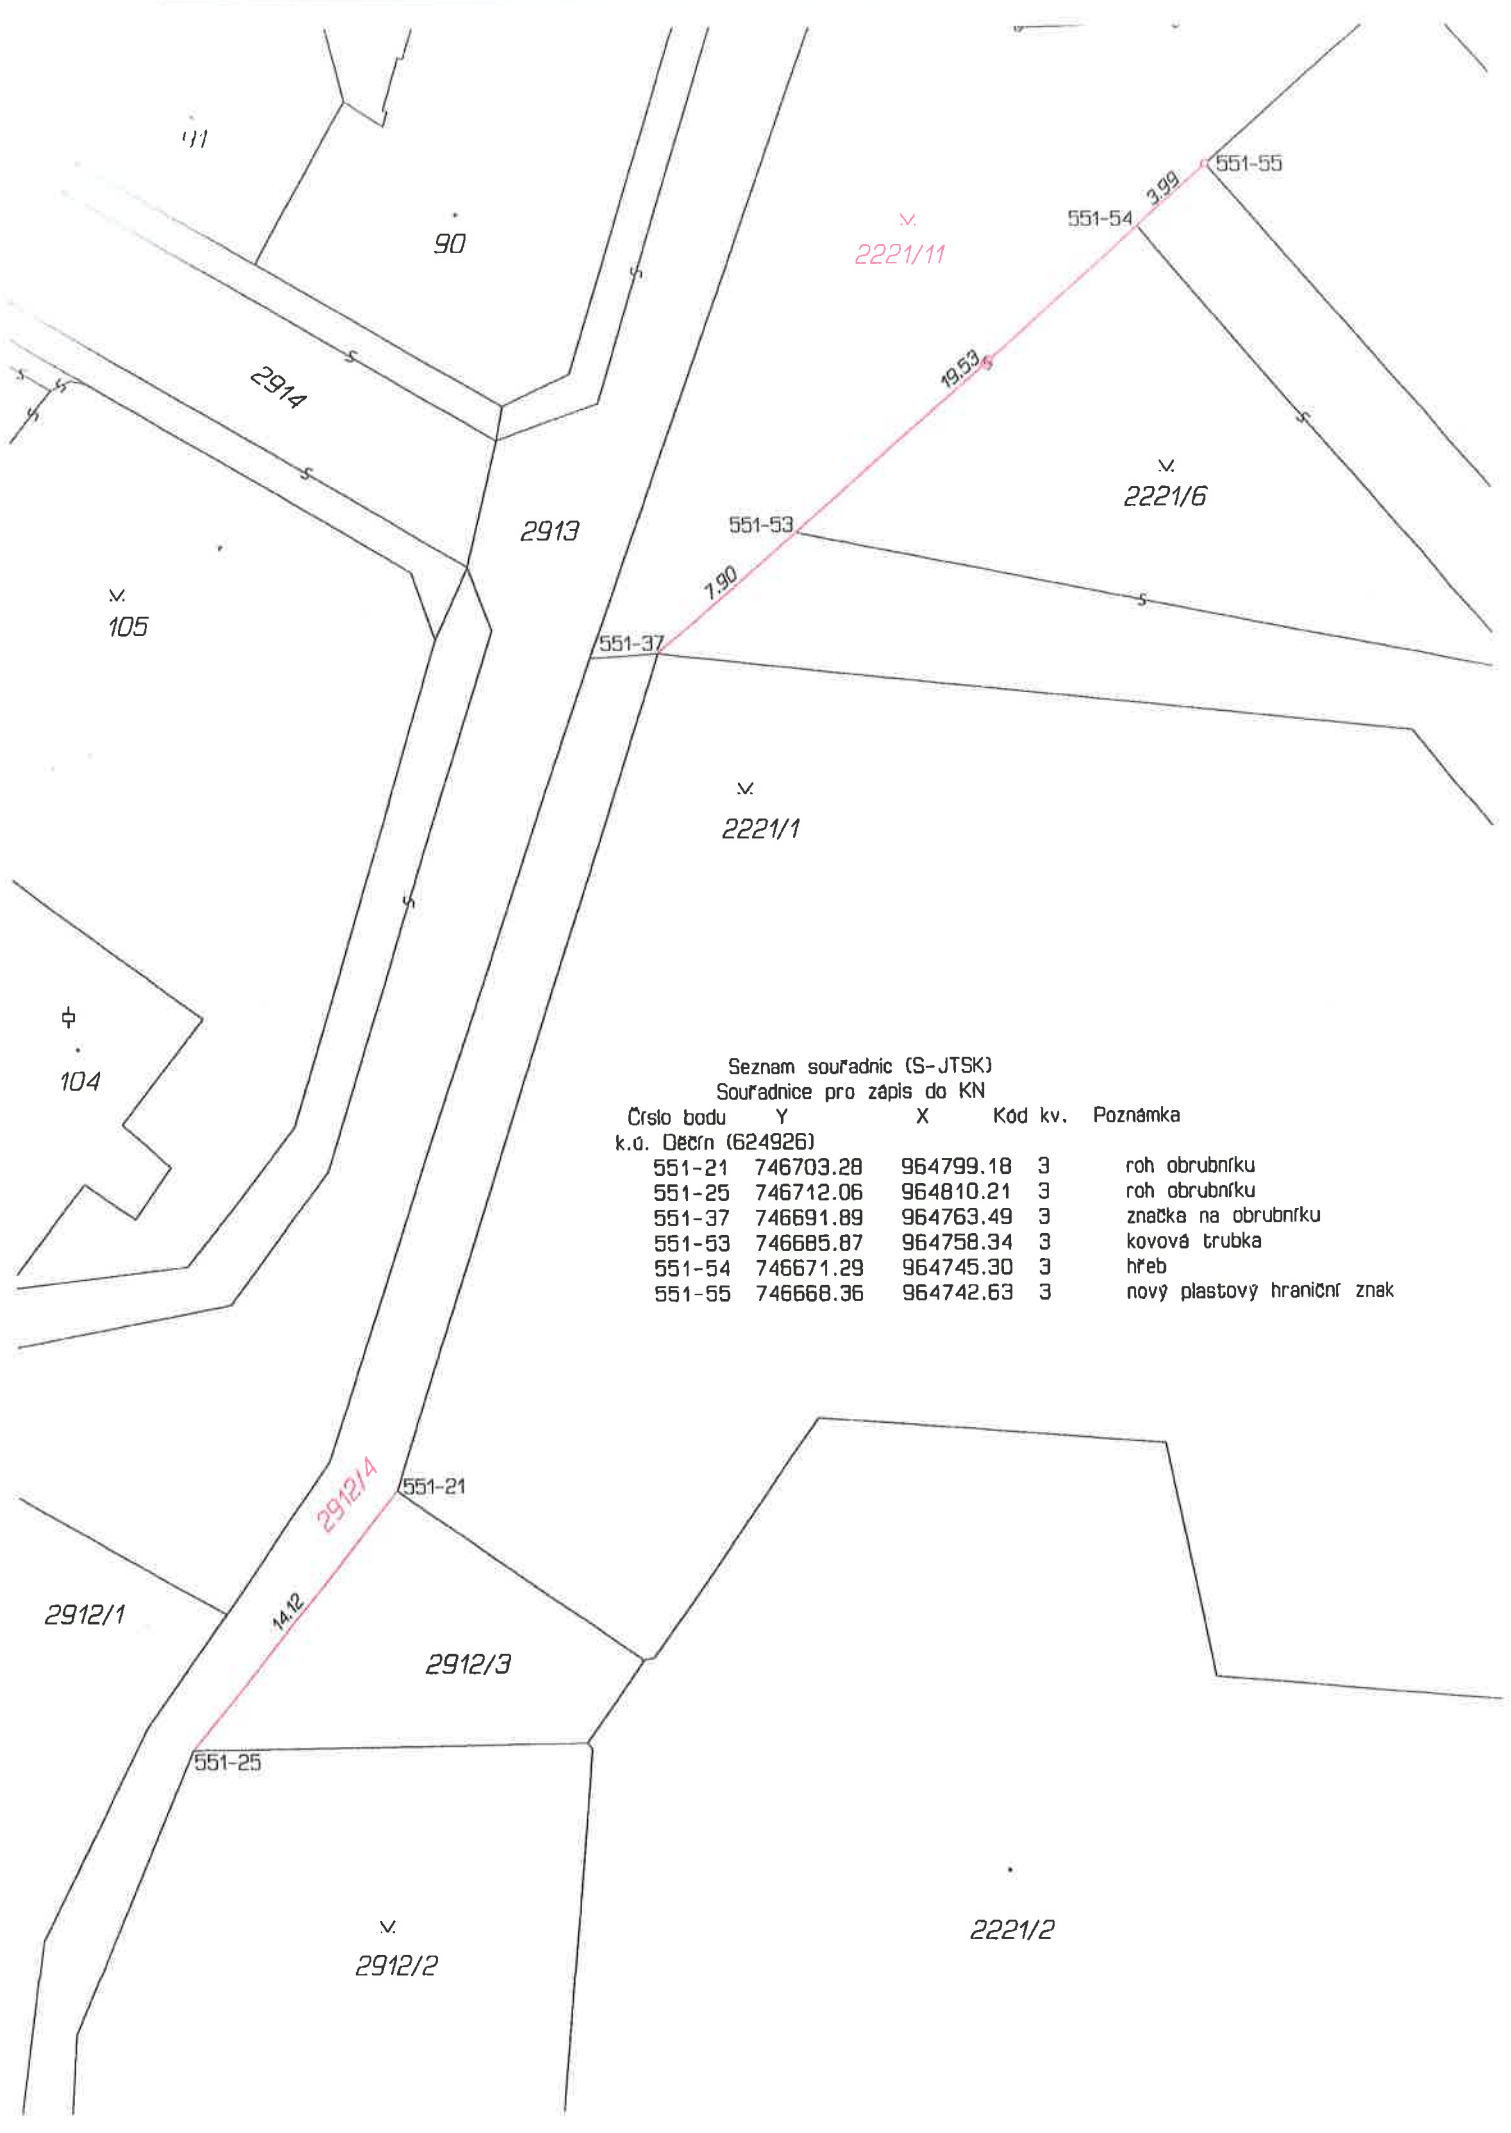 90
551-55
3.99
551-54
2221/11
19.53
2914
2221/6
551-53
2913
7.90
105
551-37
2221/1
104
Seznam souřadnic (S-JTSK)
Souřadnice pro zápis do KN
Číslo bodu Y X Kód kv. Poznámka
k.ú. Děčín (624926)
551-21 746703.28 964799.18 3 roh obrubníku
551-25 746712.06 964810.21 3 roh obrubníku
551-37 746691.89 964763.49 3 značka na obrubníku
551-53 746685.87 964758.34 3 kovová trubka
551-54 746671.29 964745.30 3 hřeb
551-55 746668.36 964742.63 3 nový plastový hraniční znak
2912/4
551-21
14.12
2912/1
2912/3
551-25
2912/2
2221/2